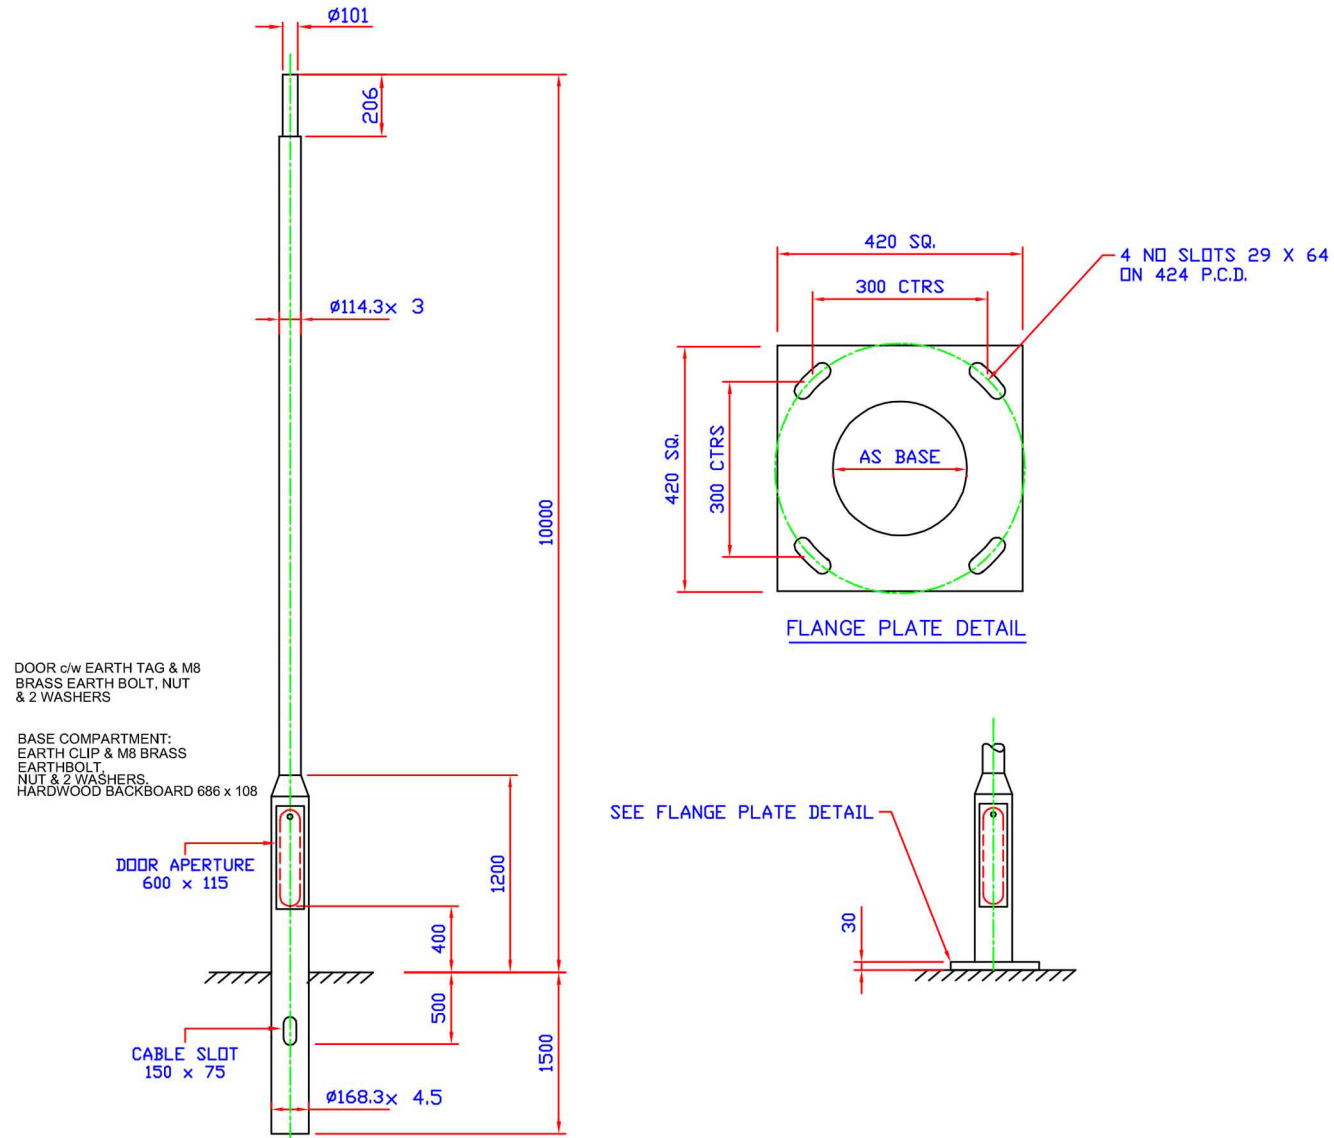 Ø101
206
Ø114.3x 3
10000
DOOR c/w EARTH TAG & M8
BRASS EARTH BOLT, NUT
& 2 WASHERS
BASE COMPARTMENT:
EARTH CLIP & M8 BRASS
EARTHBOLT,
NUT & 2 WASHERS.
HARDWOOD BACKBOARD 686 x 108
DOOR APERTURE
600 x 115
1200
400
500
1500
CABLE SLOT
150 x 75
Ø168.3x 4.5
420 SQ.
300 CTRS
4 NO SLOTS 29 X 64
ON 424 P.C.D.
420 SQ.
300 CTRS
AS BASE
FLANGE PLATE DETAIL
SEE FLANGE PLATE DETAIL
30